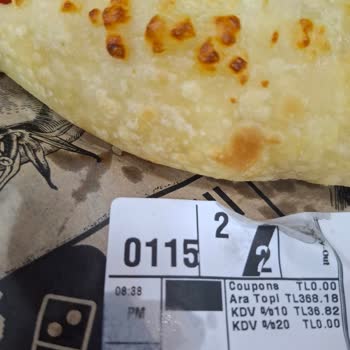 0115
2
2
Out
08:38
PM
Coupons TL0.00
Ara Topl TL368.18
KDV %10 TL36.82
KDV %20 TL0.00